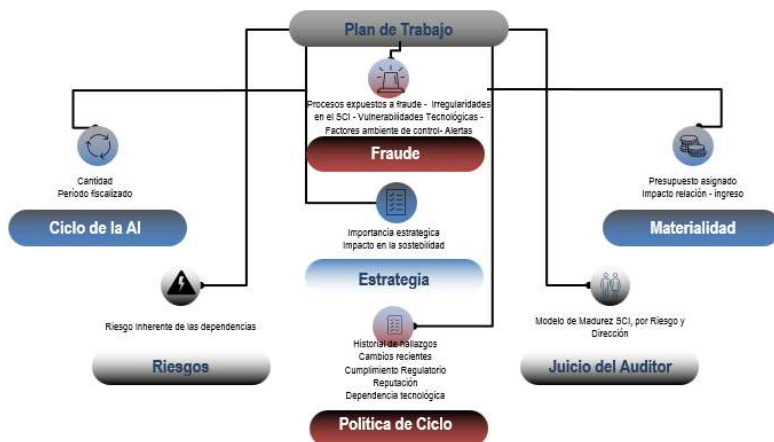 Plan de Trabajo
Procesos expuestos a fraude - Irregularidades
en el SCI - Vulnerabilidades Tecnológicas -
Factores ambiente de control- Alertas
Fraude
Cantidad
Periodo fiscalizado
Ciclo de la AI
Presupuesto asignado
Impacto relación - ingreso
Materialidad
Importancia estrategica
Impacto en la sostebilidad
Estrategia
Riesgo Inherente de las dependencias
Riesgos
Modelo de Madurez SCI, por Riesgo y
Dirección
Juicio del Auditor
Historial de hallazgos
Cambios recientes
Cumplimiento Regulatorio
Reputación
Dependencia tecnológica
Política de Ciclo